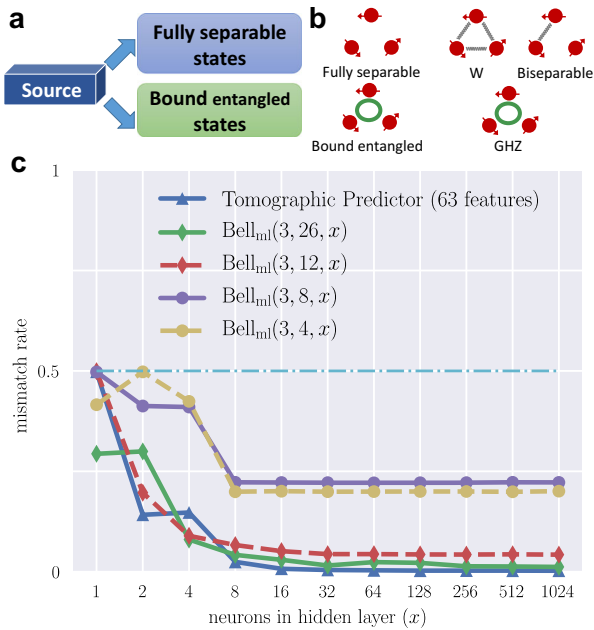 a
Source
Fully separable
states
Bound entangled
states
b
Fully separable
W
Biseparable
Bound entangled
GHZ
c
mismatch rate
1
0.5
0
Tomographic Predictor (63 features)
Bell_ml(3, 26, x)
Bell_ml(3, 12, x)
Bell_ml(3, 8, x)
Bell_ml(3, 4, x)
1 2 4 8 16 32 64 128 256 512 1024
neurons in hidden layer (x)